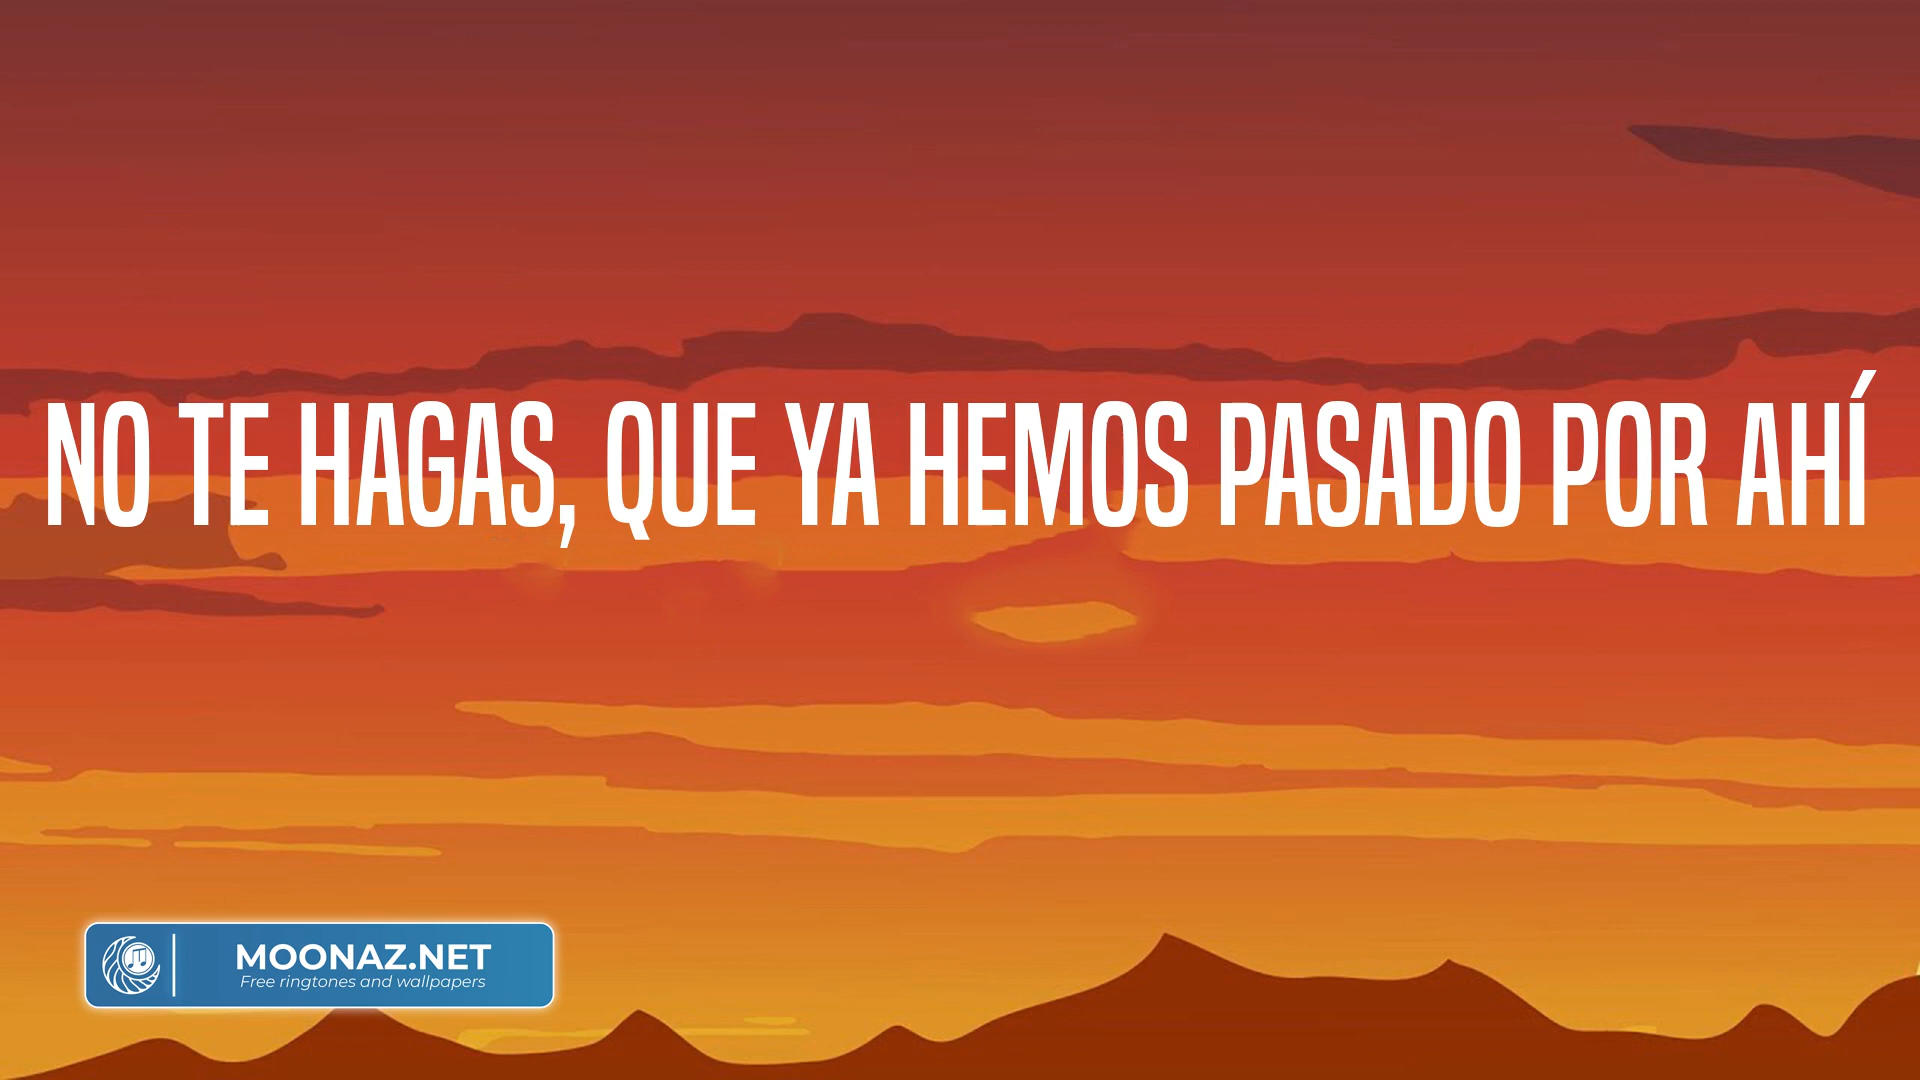 NO TE HAGAS, QUE YA HEMOS PASADO POR AHÍ
MOONAZ.NET
Free ringtones and wallpapers